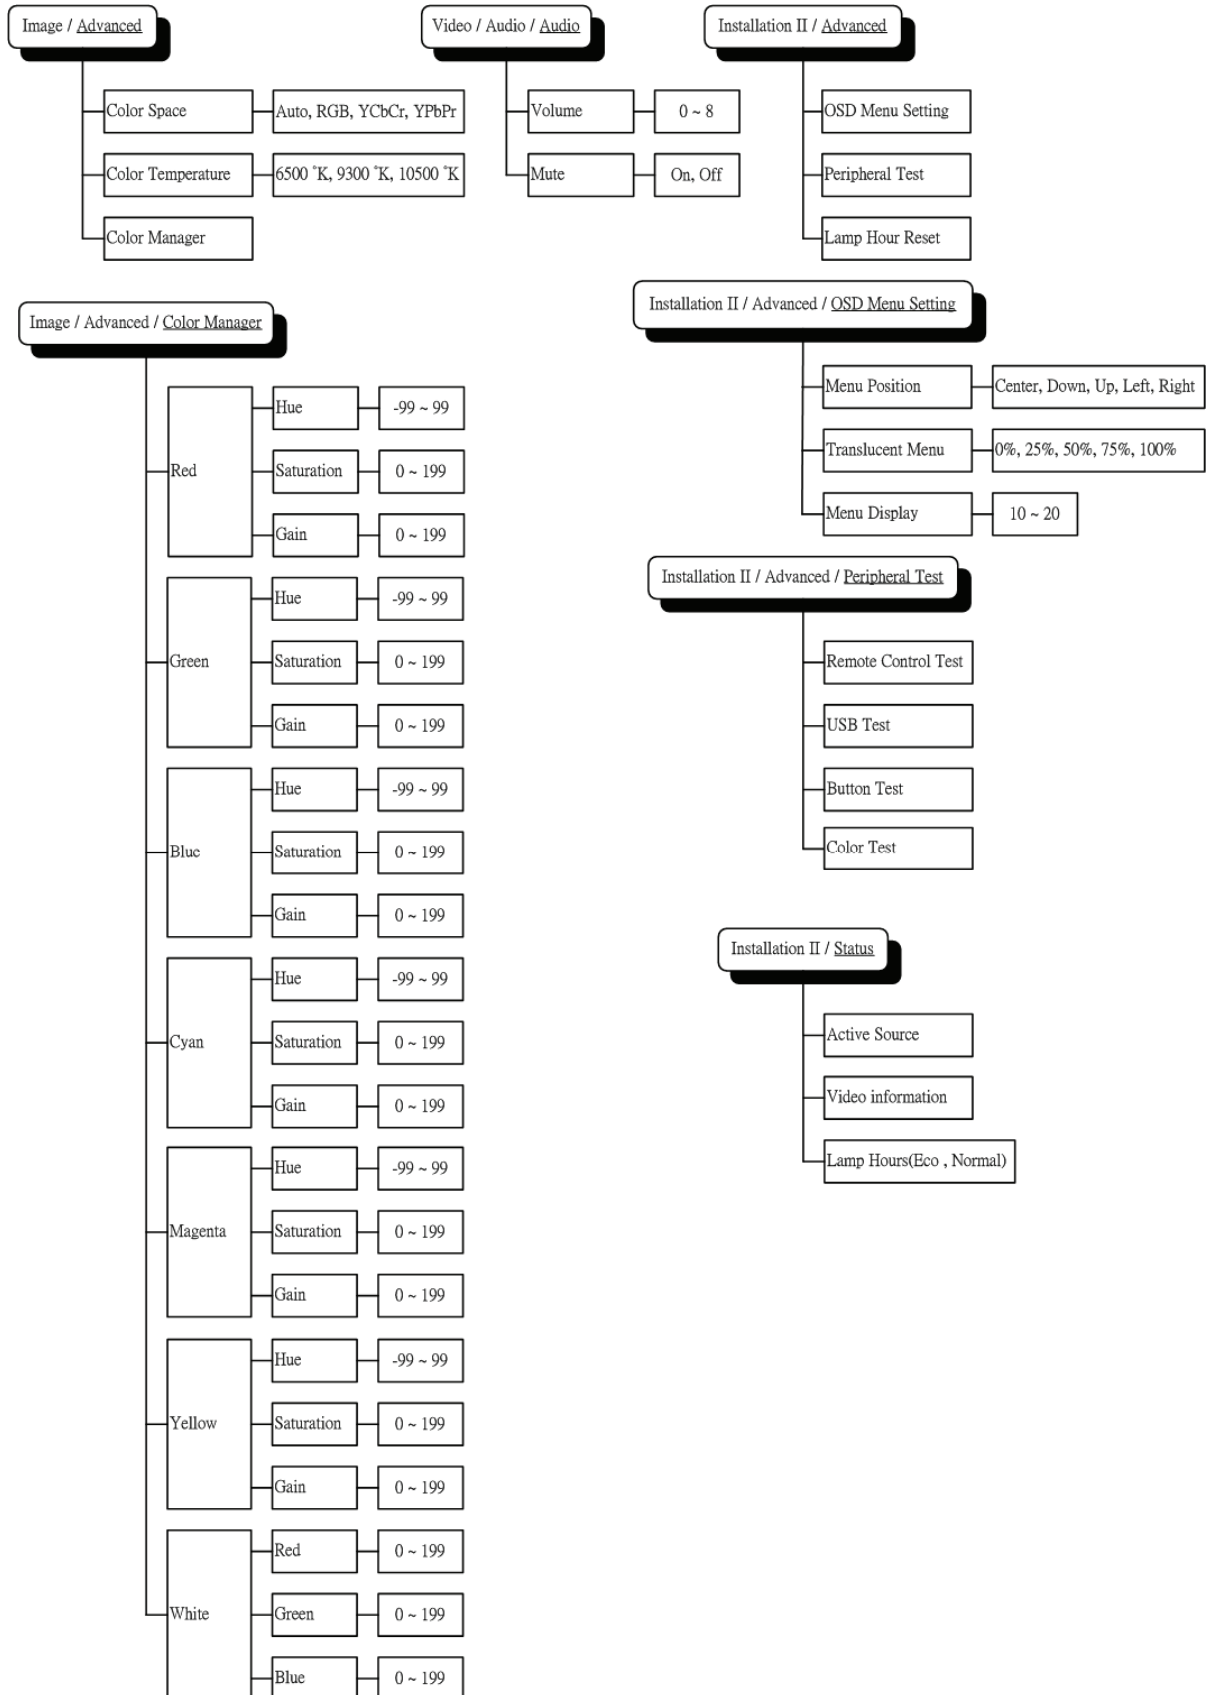 Image / Advanced
Color Space
Auto, RGB, YCbCr, YPbPr
Color Temperature
6500 ˚K, 9300 ˚K, 10500 ˚K
Color Manager
Video / Audio / Audio
Volume
0 ~ 8
Mute
On, Off
Installation II / Advanced
OSD Menu Setting
Peripheral Test
Lamp Hour Reset
Image / Advanced / Color Manager
Red
Hue
-99 ~ 99
Saturation
0 ~ 199
Gain
0 ~ 199
Green
Hue
-99 ~ 99
Saturation
0 ~ 199
Gain
0 ~ 199
Blue
Hue
-99 ~ 99
Saturation
0 ~ 199
Gain
0 ~ 199
Cyan
Hue
-99 ~ 99
Saturation
0 ~ 199
Gain
0 ~ 199
Magenta
Hue
-99 ~ 99
Saturation
0 ~ 199
Gain
0 ~ 199
Yellow
Hue
-99 ~ 99
Saturation
0 ~ 199
Gain
0 ~ 199
White
Red
0 ~ 199
Green
0 ~ 199
Blue
0 ~ 199
Installation II / Advanced / OSD Menu Setting
Menu Position
Center, Down, Up, Left, Right
Translucent Menu
0%, 25%, 50%, 75%, 100%
Menu Display
10 ~ 20
Installation II / Advanced / Peripheral Test
Remote Control Test
USB Test
Button Test
Color Test
Installation II / Status
Active Source
Video information
Lamp Hours(Eco , Normal)